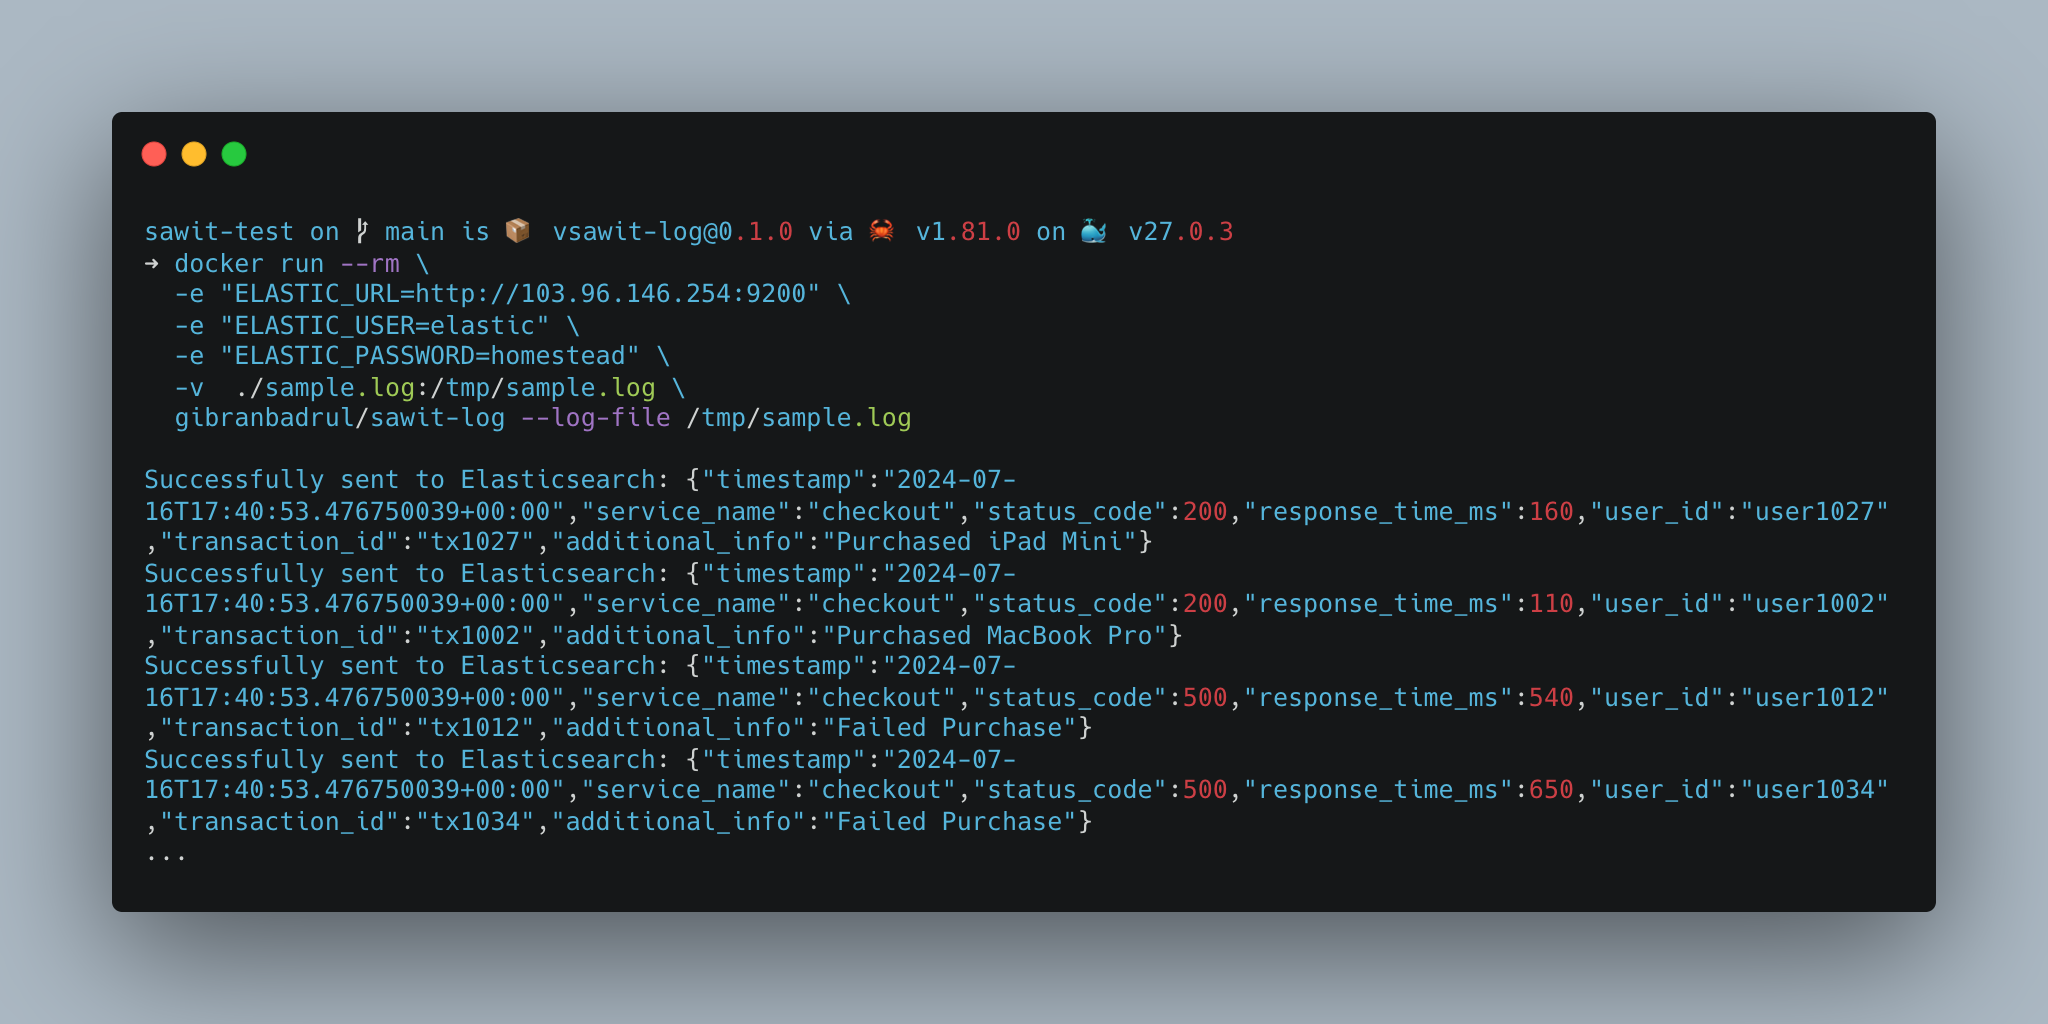 sawit-test on main is 📦 vsawit-log@0.1.0 via 🦀 v1.81.0 on 🐳 v27.0.3
➜ docker run --rm \
  -e "ELASTIC_URL=http://103.96.146.254:9200" \
  -e "ELASTIC_USER=elastic" \
  -e "ELASTIC_PASSWORD=homestead" \
  -v  ./sample.log:/tmp/sample.log \
  gibranbadrul/sawit-log --log-file /tmp/sample.log

Successfully sent to Elasticsearch: {"timestamp":"2024-07-
16T17:40:53.476750039+00:00","service_name":"checkout","status_code":200,"response_time_ms":160,"user_id":"user1027"
,"transaction_id":"tx1027","additional_info":"Purchased iPad Mini"}
Successfully sent to Elasticsearch: {"timestamp":"2024-07-
16T17:40:53.476750039+00:00","service_name":"checkout","status_code":200,"response_time_ms":110,"user_id":"user1002"
,"transaction_id":"tx1002","additional_info":"Purchased MacBook Pro"}
Successfully sent to Elasticsearch: {"timestamp":"2024-07-
16T17:40:53.476750039+00:00","service_name":"checkout","status_code":500,"response_time_ms":540,"user_id":"user1012"
,"transaction_id":"tx1012","additional_info":"Failed Purchase"}
Successfully sent to Elasticsearch: {"timestamp":"2024-07-
16T17:40:53.476750039+00:00","service_name":"checkout","status_code":500,"response_time_ms":650,"user_id":"user1034"
,"transaction_id":"tx1034","additional_info":"Failed Purchase"}
...